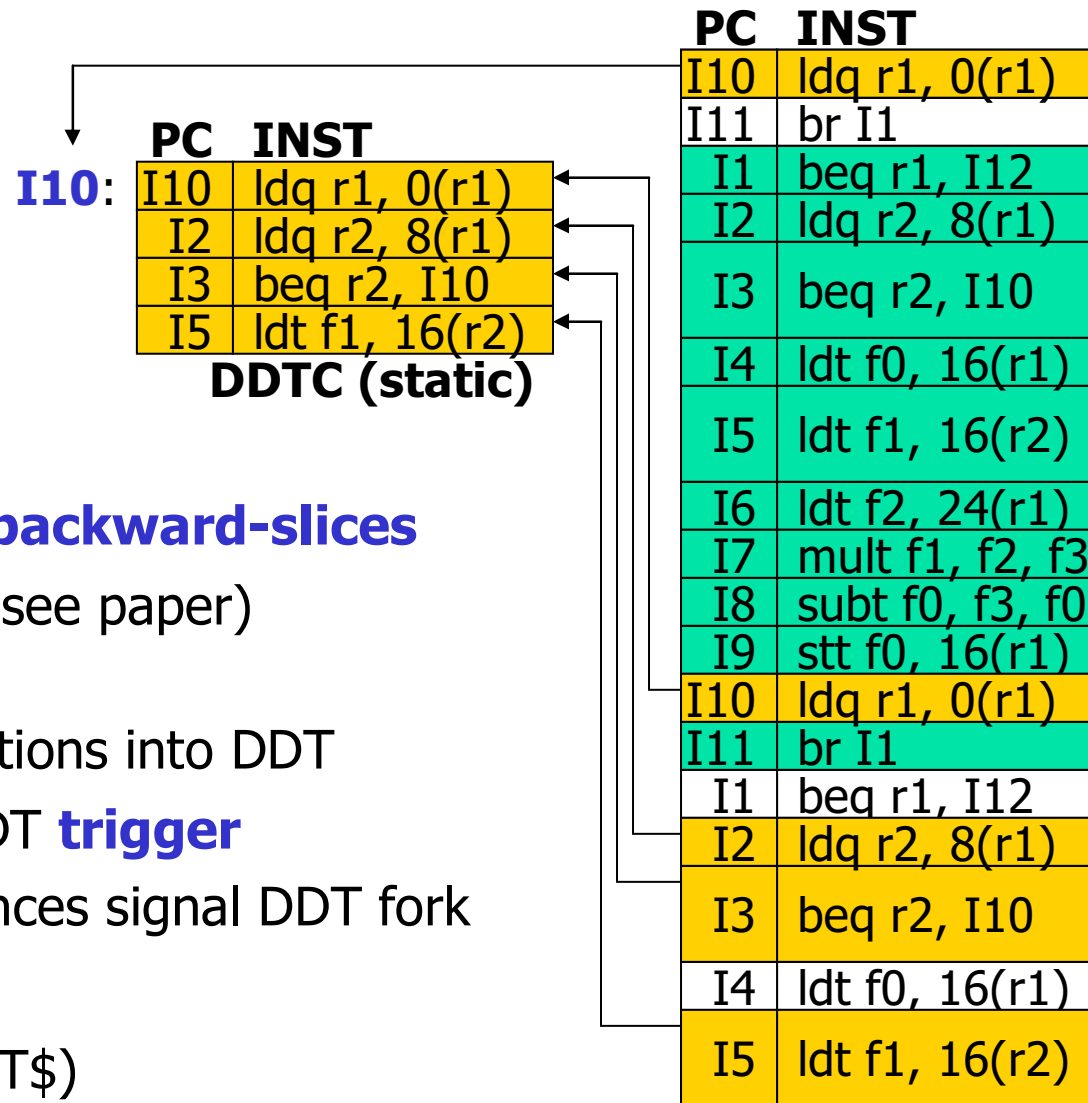 PC INST
I10 ldq r1, 0(r1)
I11 br I1
I1 beq r1, I12
I2 ldq r2, 8(r1)
I3 beq r2, I10
I4 ldt f0, 16(r1)
I5 ldt f1, 16(r2)
I6 ldt f2, 24(r1)
I7 mult f1, f2, f3
I8 subt f0, f3, f0
I9 stt f0, 16(r1)
I10 ldq r1, 0(r1)
I11 br I1
I1 beq r1, I12
I2 ldq r2, 8(r1)
I3 beq r2, I10
I4 ldt f0, 16(r1)
I5 ldt f1, 16(r2)
PC INST
I10: I10 ldq r1, 0(r1)
I2 ldq r2, 8(r1)
I3 beq r2, I10
I5 ldt f1, 16(r2)
DDTC (static)
backward-slices
see paper)
tions into DDT
DT trigger
nces signal DDT fork
T$)